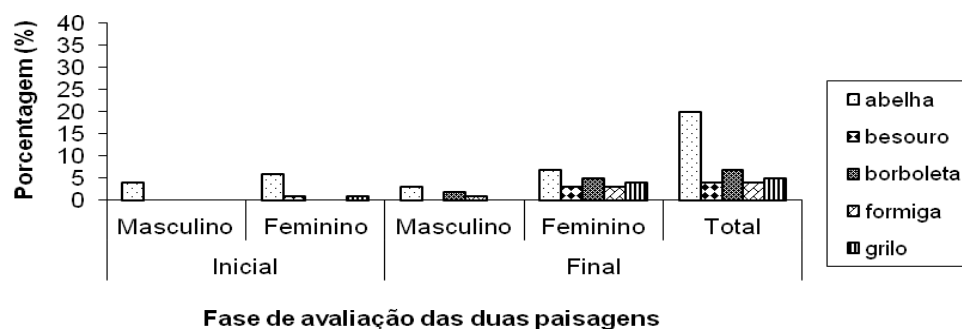 Porcentagem (%)
40
35
30
25
20
15
10
5
0
Masculino Feminino Masculino Feminino Total
Inicial Final
Fase de avaliação das duas paisagens
abelha
besouro
borboleta
formiga
grilo